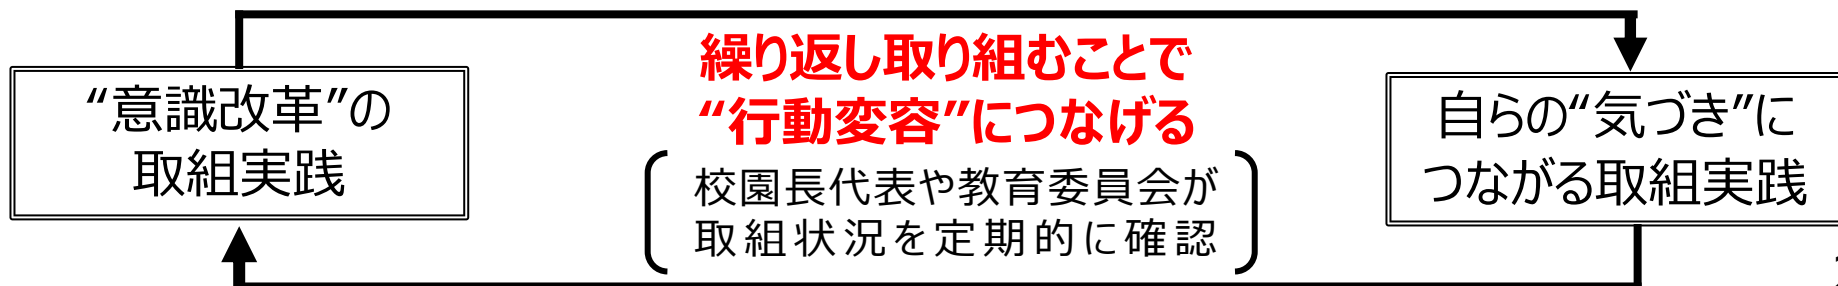 繰り返し取り組むことで
“行動変容”につなげる
“意識改革”の
取組実践
校園長代表や教育委員会が
取組状況を定期的に確認
自らの“気づき”に
つながる取組実践